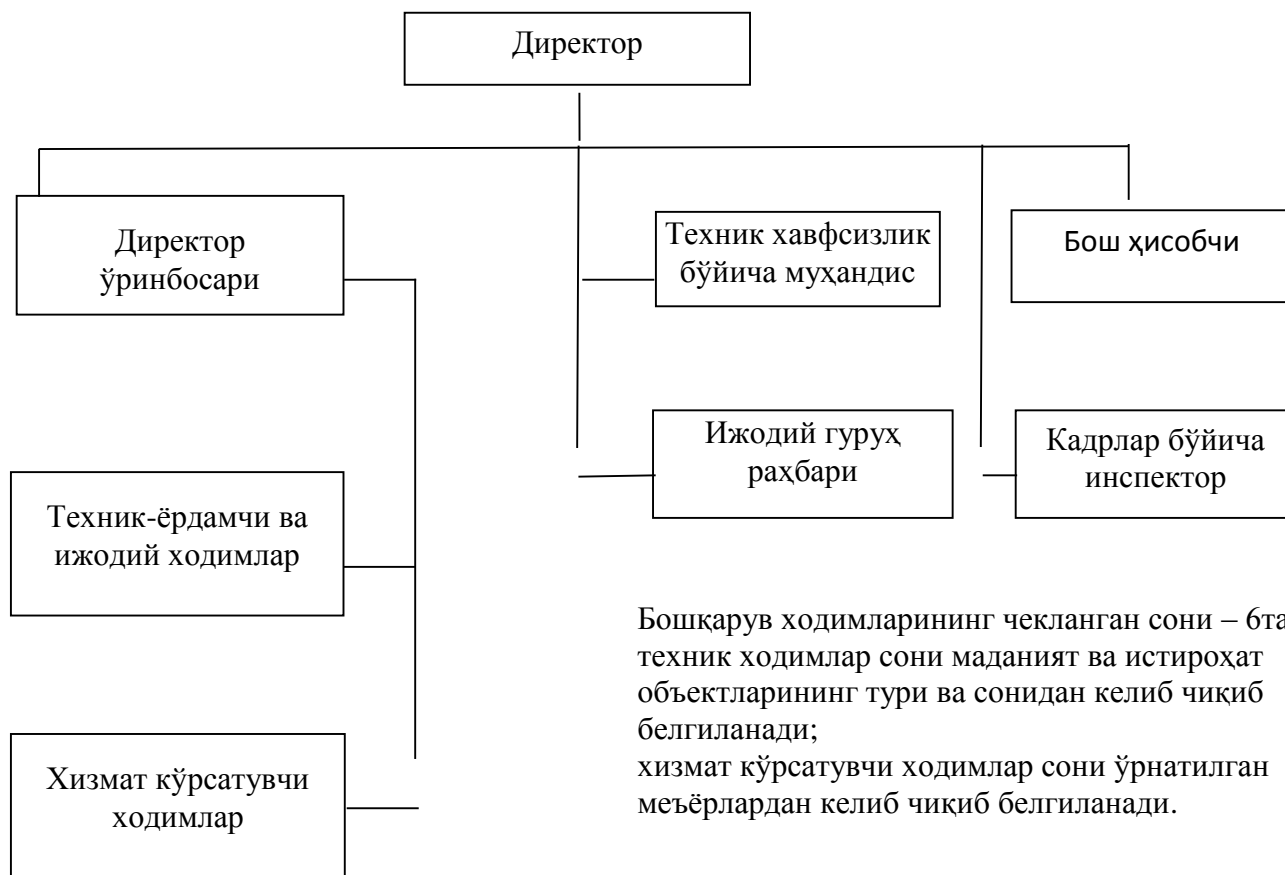 Директор
Директор
ўринбосари
Техник хавфсизлик
бўйича муҳандис
Бош ҳисобчи
Ижодий гуруҳ
раҳбари
Кадрлар бўйича
инспектор
Техник-ёрдамчи ва
ижодий ходимлар
Хизмат кўрсатувчи
ходимлар
Бошқарув ходимларининг чекланган сони – 6та
техник ходимлар сони маданият ва истироҳат
объектларининг тури ва сонидан келиб чиқиб
белгиланади;
хизмат кўрсатувчи ходимлар сони ўрнатилган
меъёрлардан келиб чиқиб белгиланади.